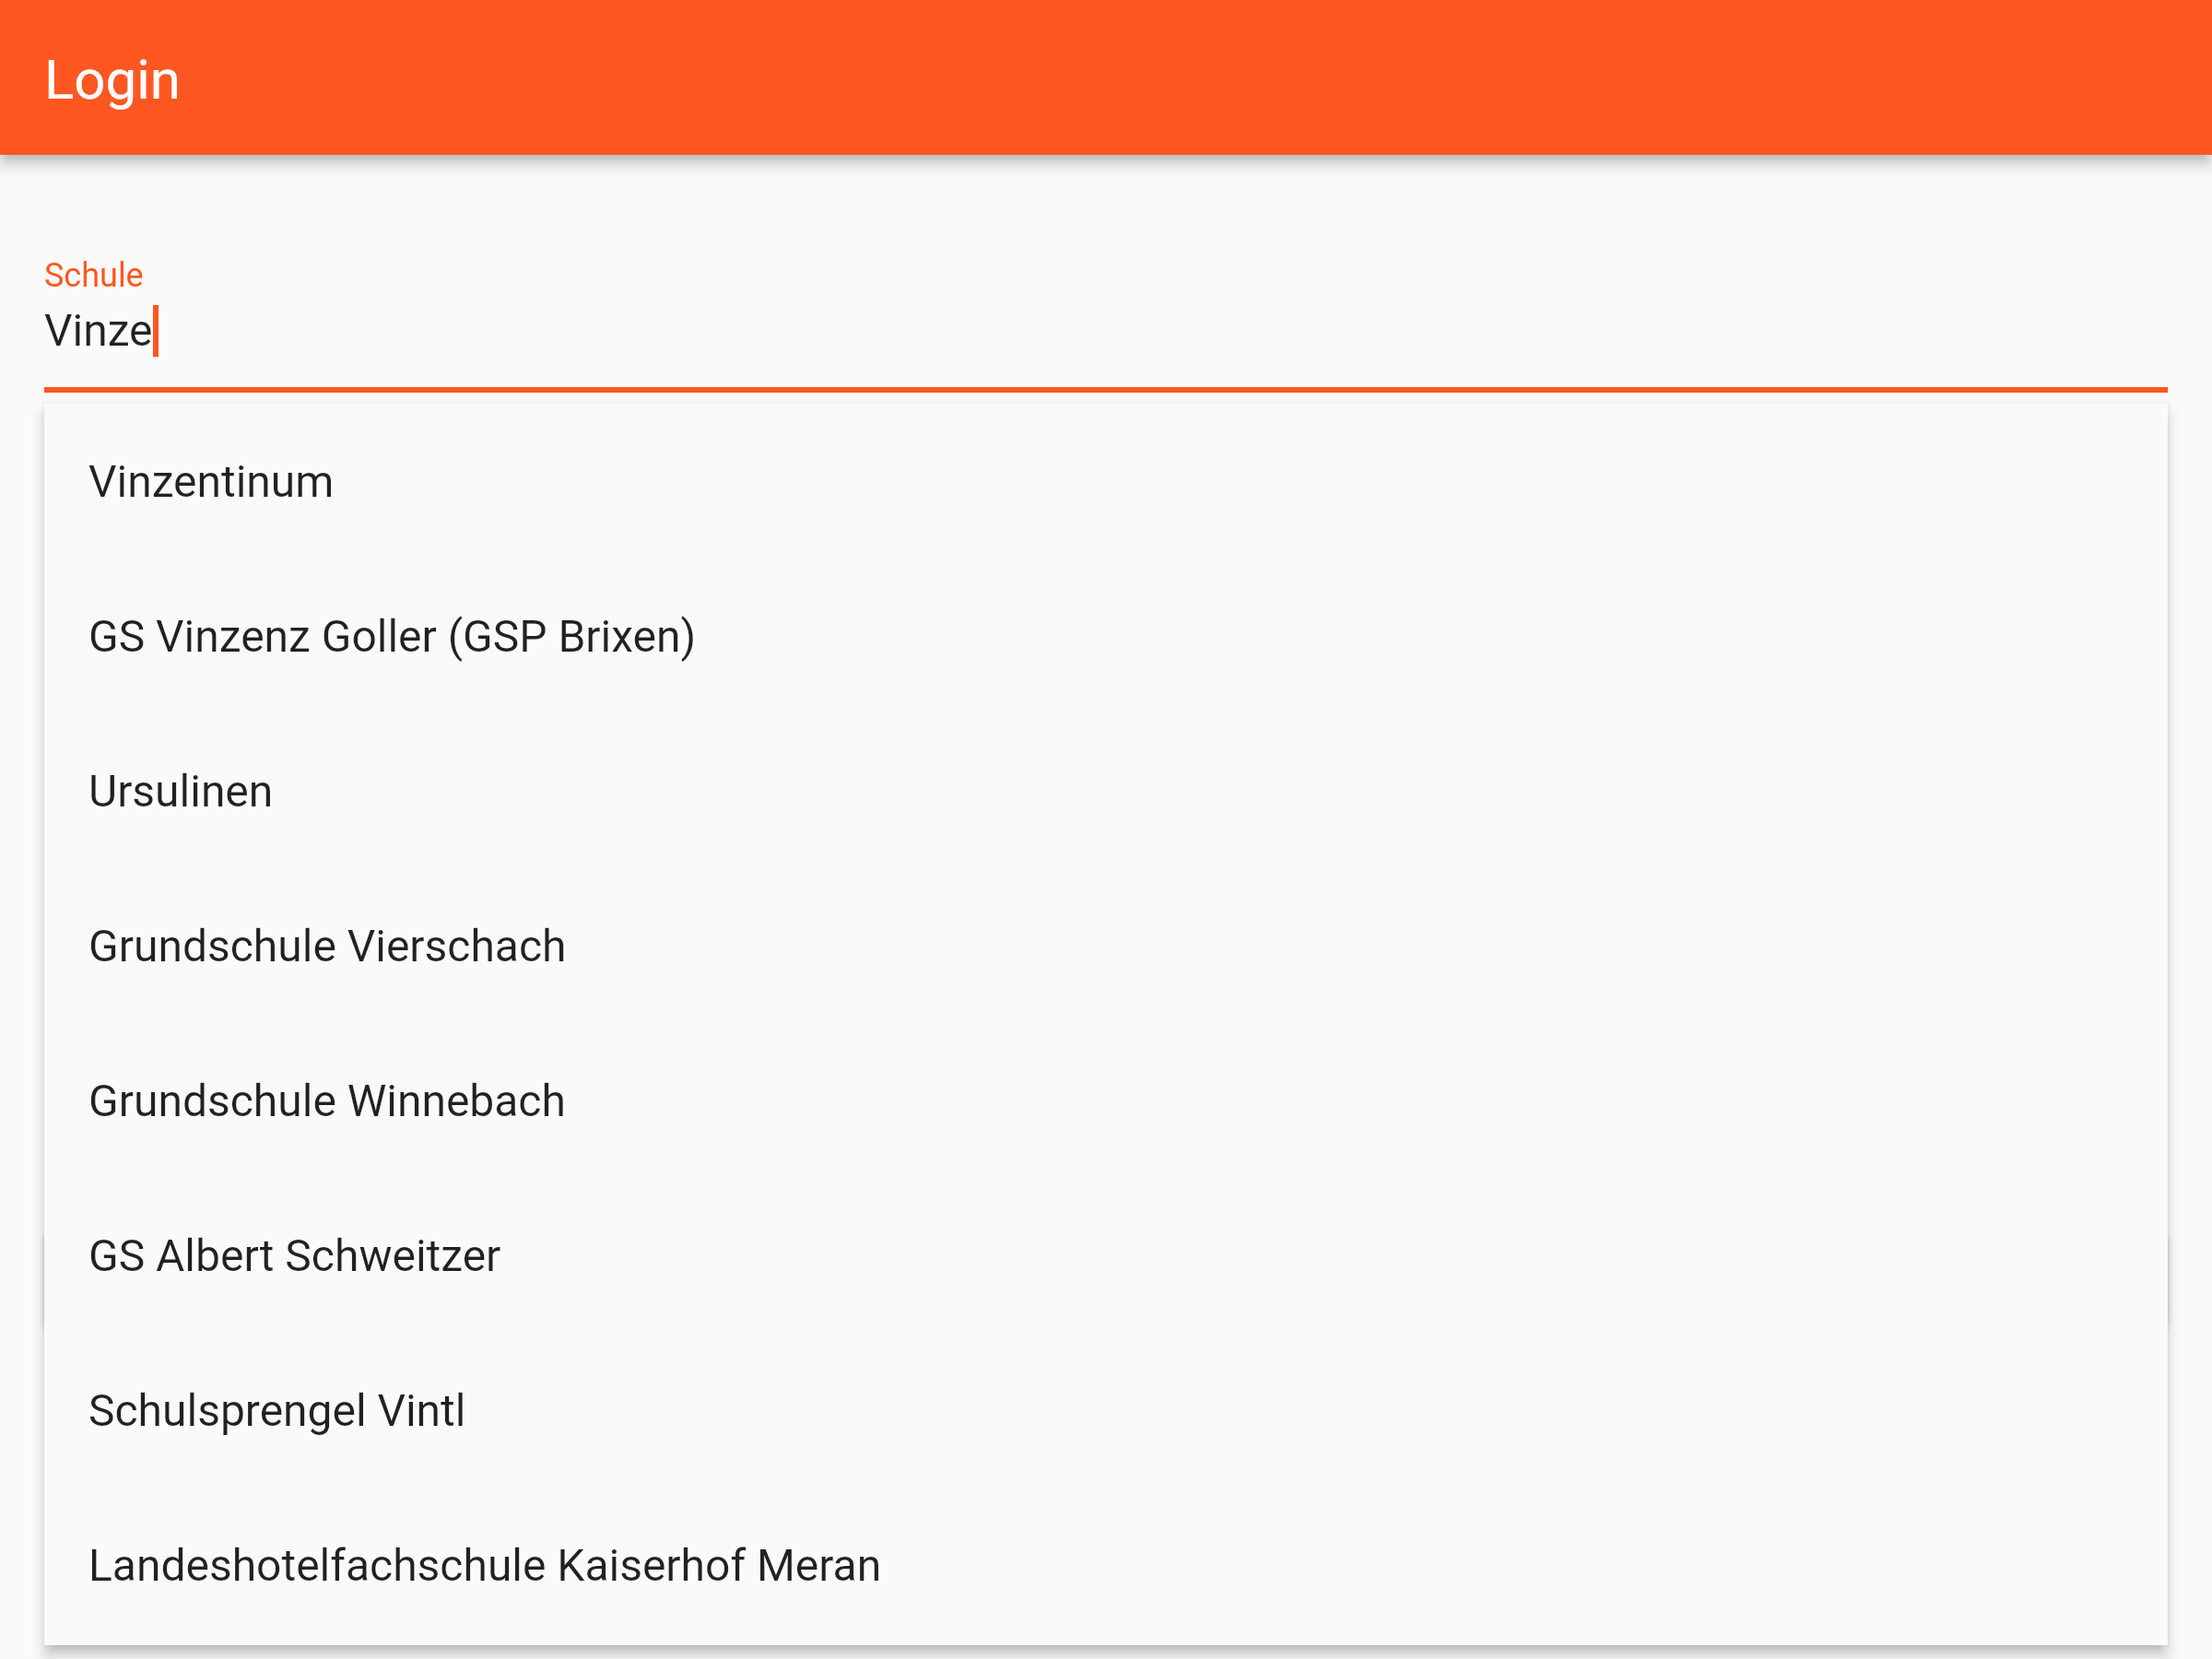 Login
Schule
Vinze
Vinzentinum
GS Vinzenz Goller (GSP Brixen)
Ursulinen
Grundschule Vierschach
Grundschule Winnebach
GS Albert Schweitzer
Schulsprengel Vintl
Landeshotelfachschule Kaiserhof Meran